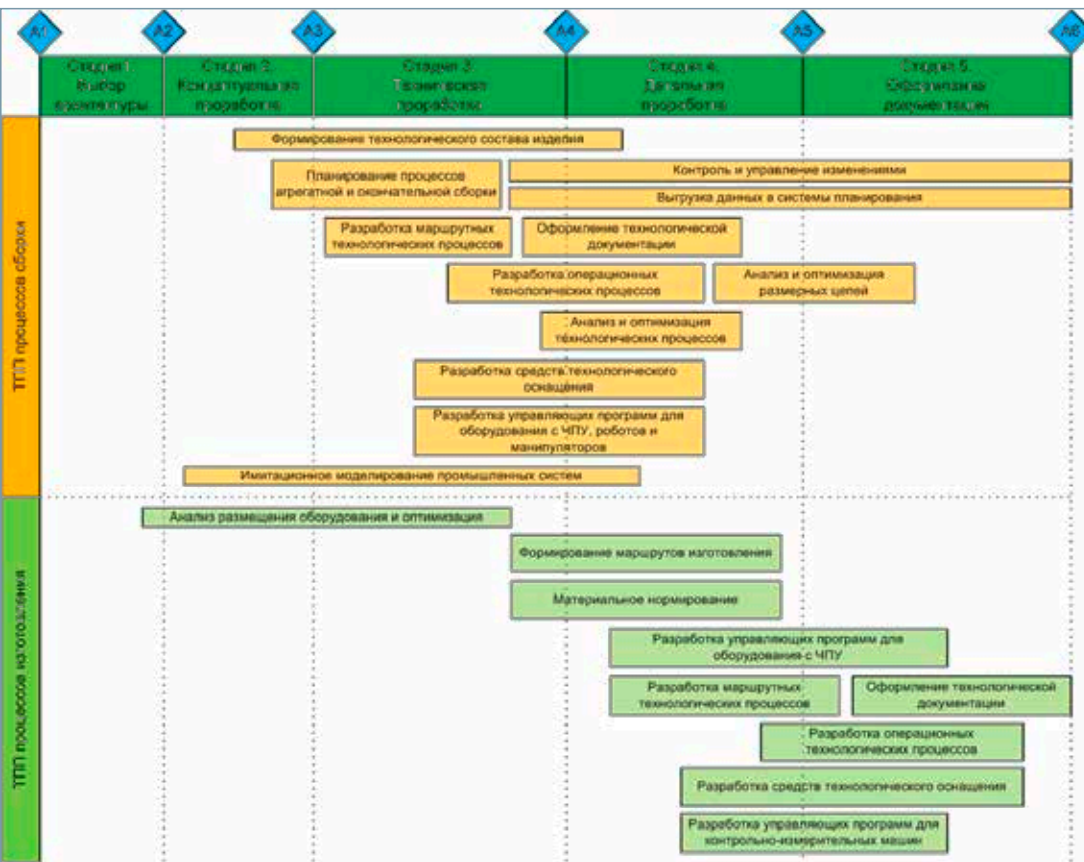 А1
А2
А3
А4
А5
А6
Стадия 1.
Выбор
архитектуры
Стадия 2.
Концептуальная
проработка
Стадия 3.
Техническая
проработка
Стадия 4.
Детальная
проработка
Стадия 5.
Оформление
документации
ТПП процессов сборки
Формирование технологического состава изделия
Планирование процессов
агрегатной и окончательной сборки
Контроль и управление изменениями
Выгрузка данных в системы планирования
Разработка маршрутных
технологических процессов
Оформление технологической
документации
Разработка операционных
технологических процессов
Анализ и оптимизация
размерных цепей
Анализ и оптимизация
технологических процессов
Разработка средств технологического
оснащения
Разработка управляющих программ для
оборудования с ЧПУ, роботов и
манипуляторов
Имитационное моделирование промышленных систем
ТПП процессов изготовления
Анализ размещения оборудования и оптимизация
Формирование маршрутов изготовления
Материальное нормирование
Разработка управляющих программ для
оборудования с ЧПУ
Разработка маршрутных
технологических процессов
Оформление технологической
документации
Разработка операционных
технологических процессов
Разработка средств технологического оснащения
Разработка управляющих программ для
контрольно-измерительных машин